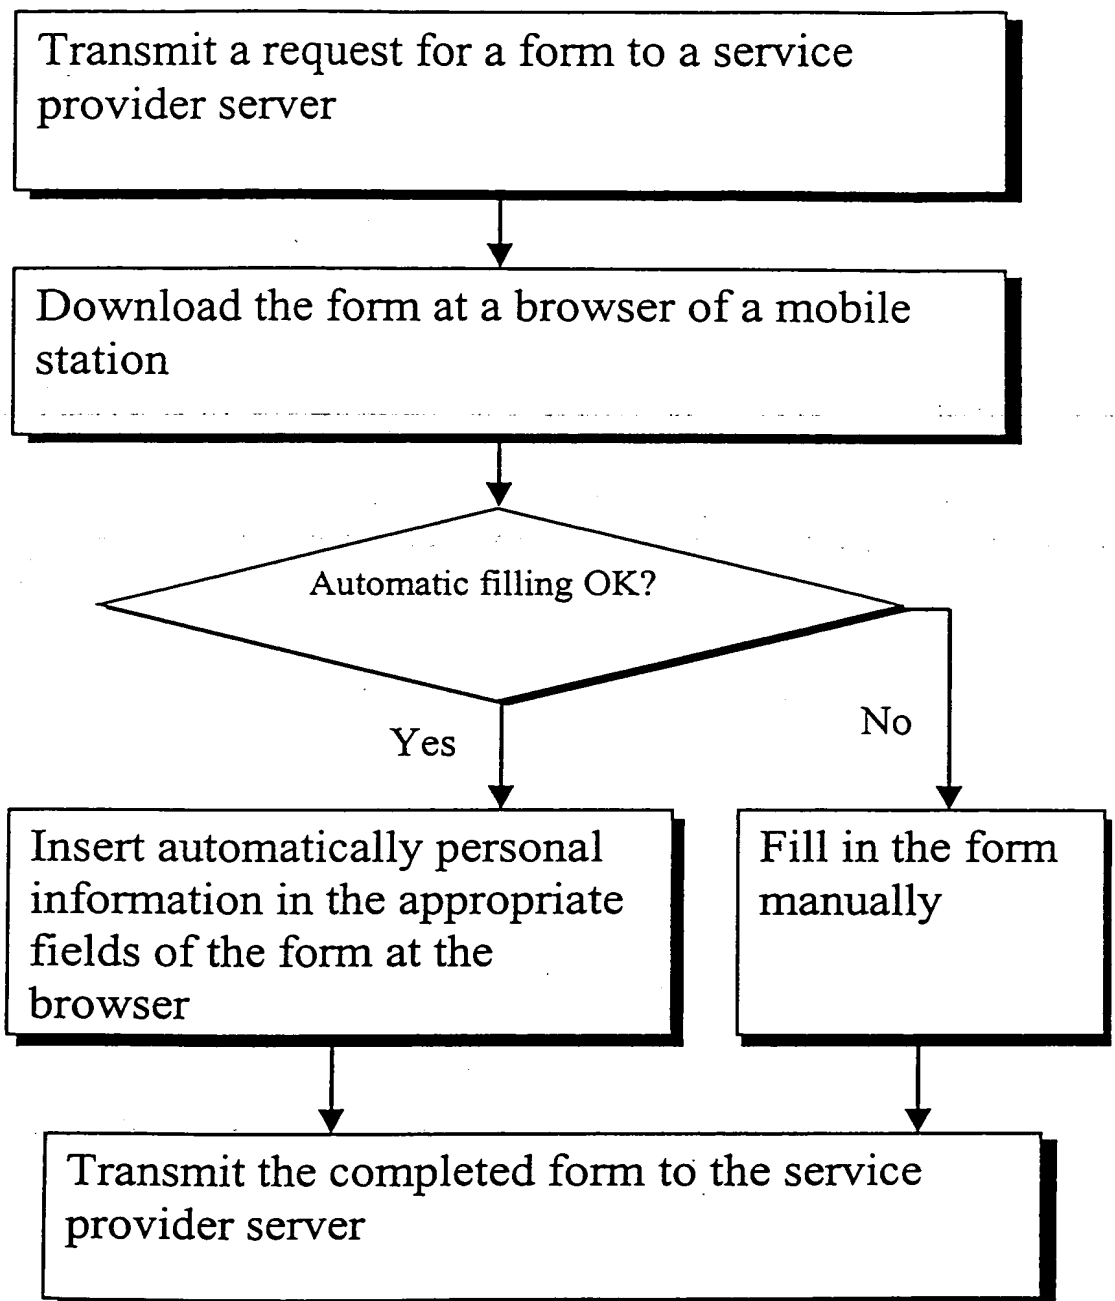 Transmit a request for a form to a service
provider server
Download the form at a browser of a mobile
station
Automatic filling OK?
Yes
No
Insert automatically personal
information in the appropriate
fields of the form at the
browser
Fill in the form
manually
Transmit the completed form to the service
provider server